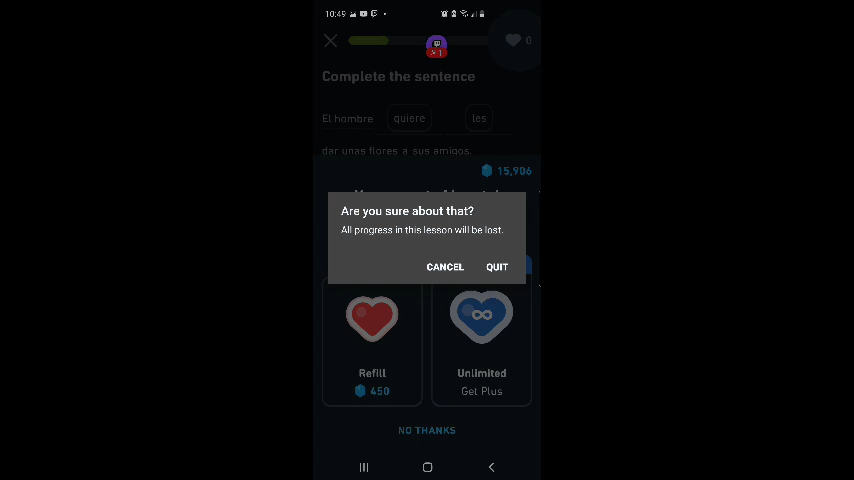 10:49
0
Complete the sentence
El hombre quiere les
dar unas flores a sus amigos.
15,906
Are you sure about that?
All progress in this lesson will be lost.
CANCEL QUIT
Refill Unlimited
450 Get Plus
NO THANKS